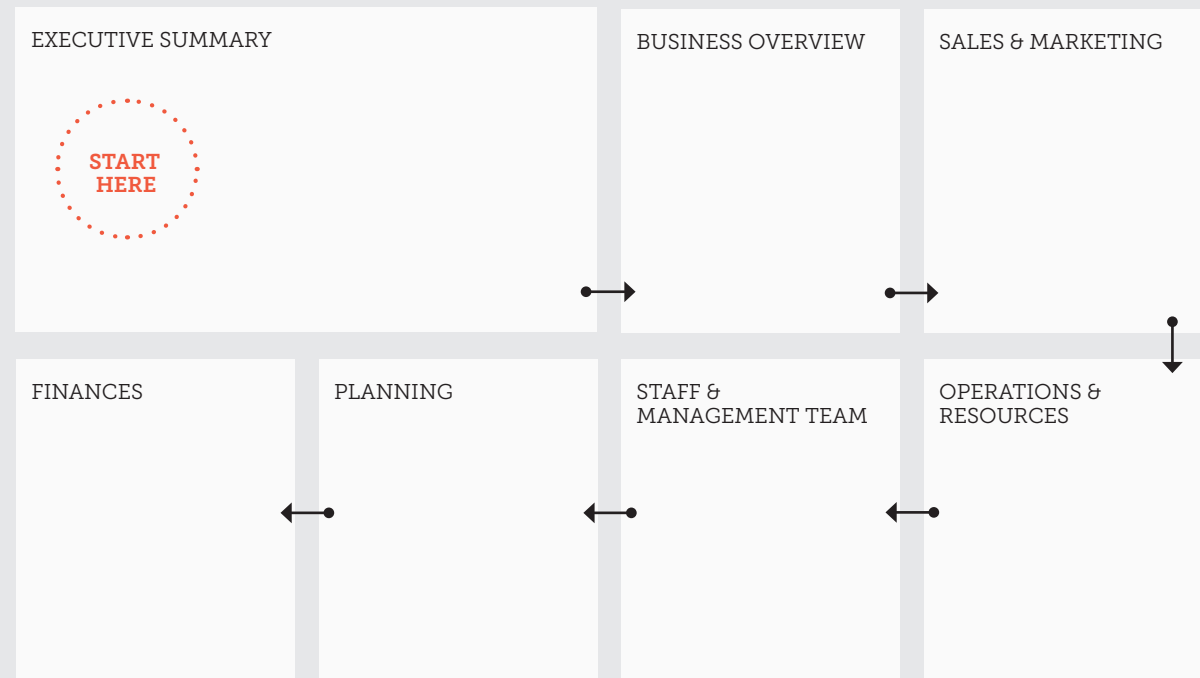 EXECUTIVE SUMMARY
START
HERE
BUSINESS OVERVIEW
SALES & MARKETING
FINANCES
PLANNING
STAFF &
MANAGEMENT TEAM
OPERATIONS &
RESOURCES